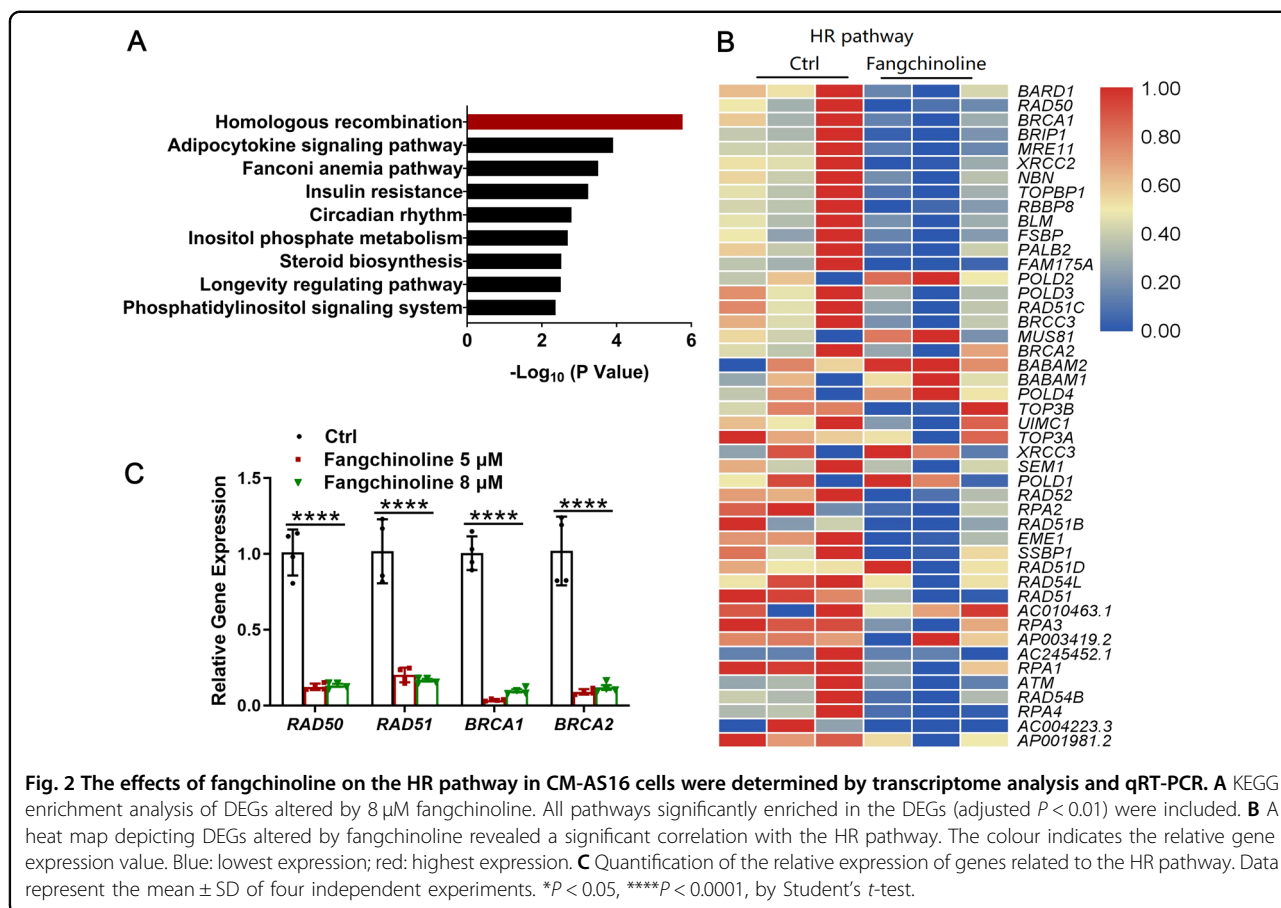 A
Homologous recombination
Adipocytokine signaling pathway
Fanconi anemia pathway
Insulin resistance
Circadian rhythm
Inositol phosphate metabolism
Steroid biosynthesis
Longevity regulating pathway
Phosphatidylinositol signaling system
0 2 4 6
-Log10 (P Value)
B
HR pathway
Ctrl Fangchinoline
BARD1
RAD50
BRCA1
BRIP1
MRE11
XRCC2
NBN
TOPBP1
RBBP8
BLM
FSBP
PALB2
FAM175A
POLD2
POLD3
RAD51C
BRCC3
MUS81
BRCA2
BABAM2
BABAM1
POLD4
TOP3B
UIMC1
TOP3A
XRCC3
SEM1
POLD1
RAD52
RPA2
RAD51B
EME1
SSBP1
RAD51D
RAD54L
RAD51
AC010463.1
RPA3
AP003419.2
AC245452.1
RPA1
ATM
RAD54B
RPA4
AC004223.3
AP001981.2
1.00
0.80
0.60
0.40
0.20
0.00
C
Ctrl
Fangchinoline 5 μM
Fangchinoline 8 μM
Relative Gene Expression
1.5
1.0
0.5
0.0
**** **** **** ****
RAD50 RAD51 BRCA1 BRCA2
Fig. 2 The effects of fangchinoline on the HR pathway in CM-AS16 cells were determined by transcriptome analysis and qRT-PCR. A KEGG
enrichment analysis of DEGs altered by 8 μM fangchinoline. All pathways significantly enriched in the DEGs (adjusted P < 0.01) were included. B A
heat map depicting DEGs altered by fangchinoline revealed a significant correlation with the HR pathway. The colour indicates the relative gene
expression value. Blue: lowest expression; red: highest expression. C Quantification of the relative expression of genes related to the HR pathway. Data
represent the mean ± SD of four independent experiments. *P < 0.05, ****P < 0.0001, by Student's t-test.